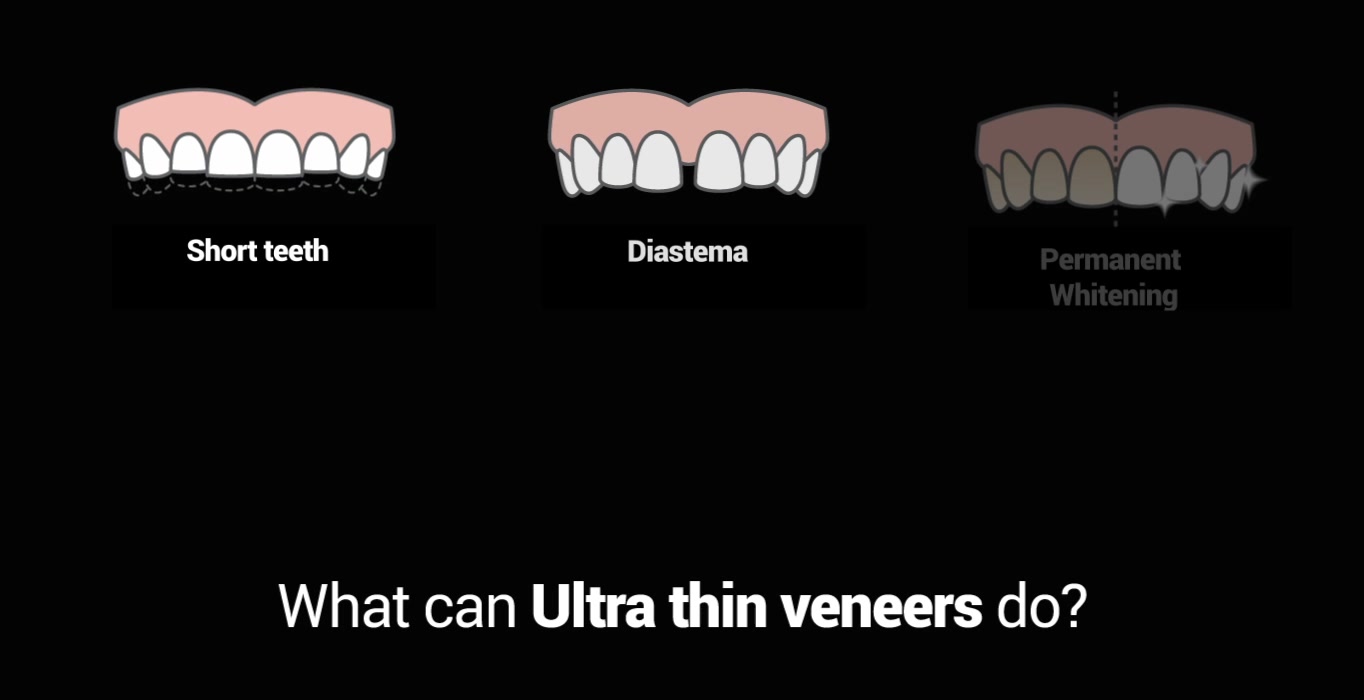 Short teeth
Diastema
Permanent
Whitening
What can Ultra thin veneers do?